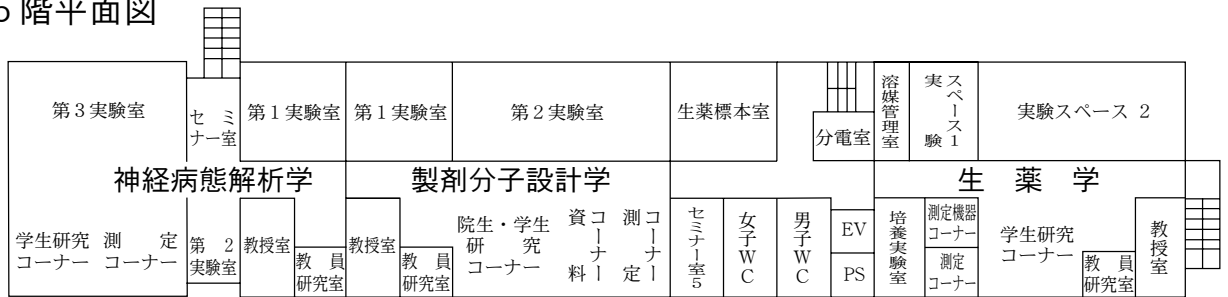 階平面図
第3実験室
セミ
ナー室
第1実験室
第1実験室
第2実験室
生薬標本室
分電室
溶媒管理室
実験
スペース1
実験スペース 2
神経病態解析学
製剤分子設計学
生薬学
学生研究
コーナー
測定
コーナー
第2
実験室
教授室
教員
研究室
教授室
教員
研究室
院生・学生
研究
コーナー
資料
コーナー
測定
コーナー
セミナー室5
女子WC
男子WC
EV
PS
培養実験室
測定機器
コーナー
測定
コーナー
学生研究
コーナー
教員
研究室
教授室